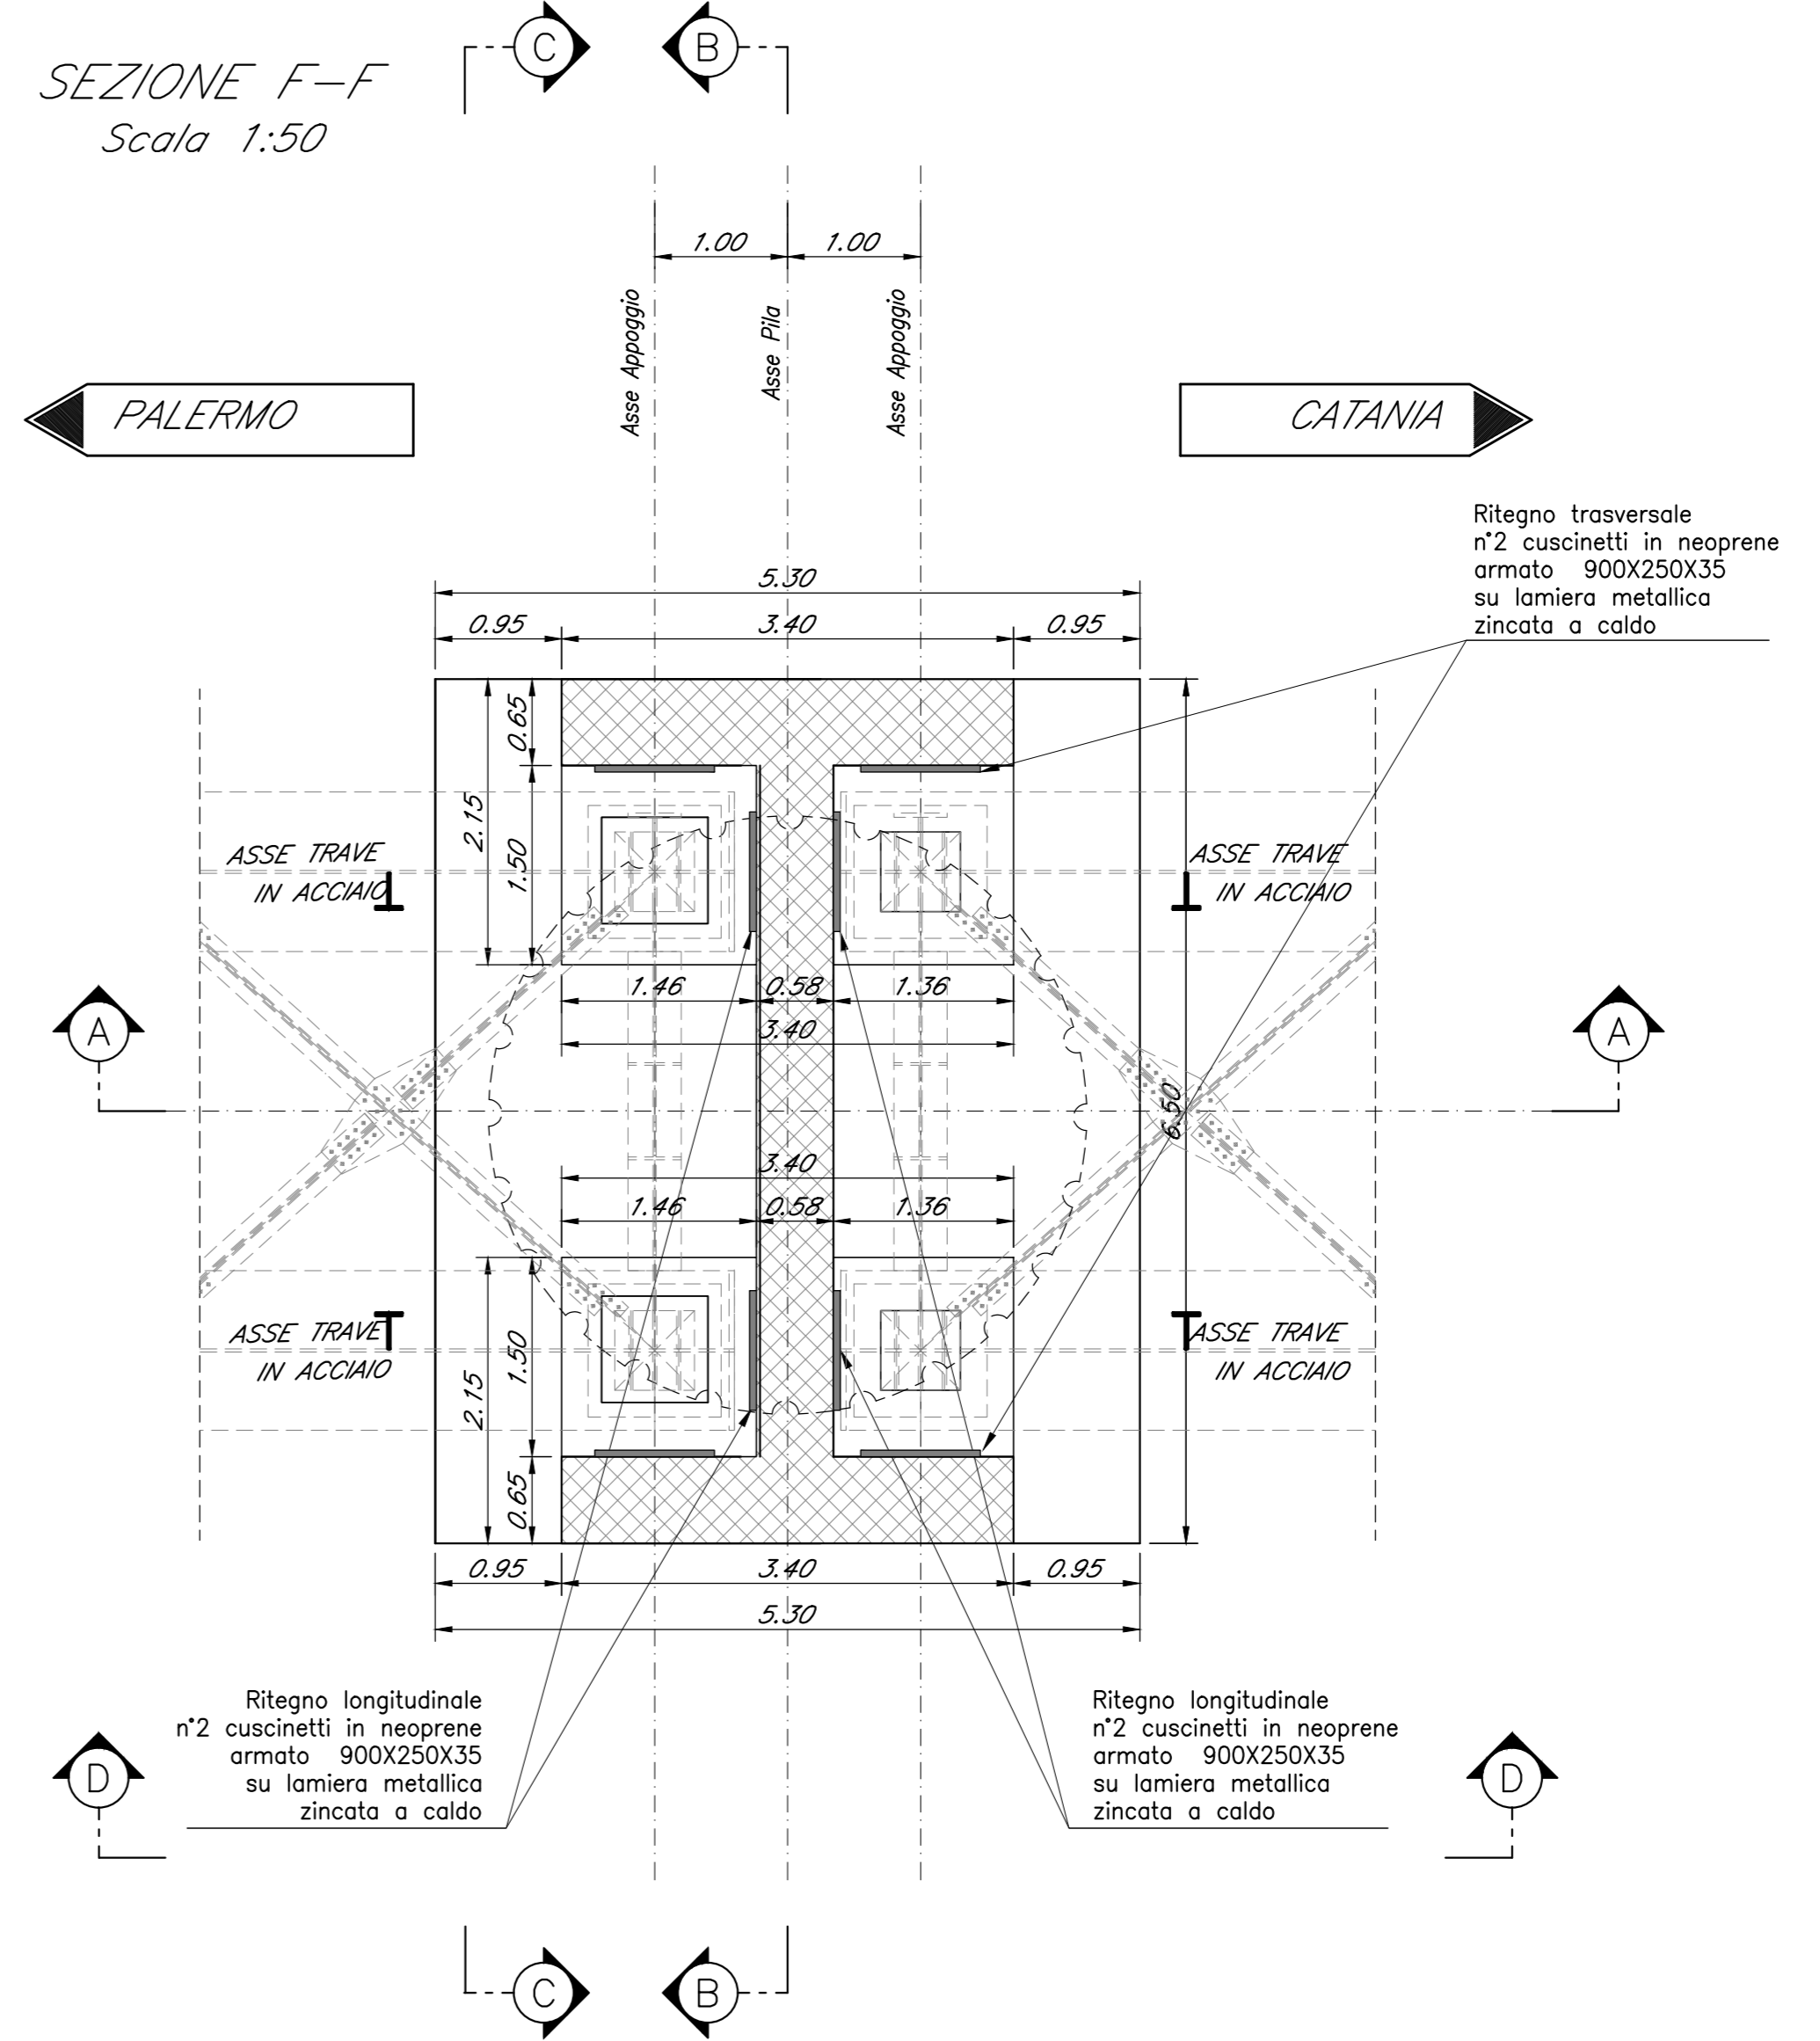 C
B
SEZIONE F-F
Scala 1:50
1.00
1.00
Asse Appoggio
Asse Pila
Asse Appoggio
PALERMO
CATANIA
Ritegno trasversale
n°2 cuscinetti in neoprene
armato 900X250X35
su lamiera metallica
zincata a caldo
5.30
0.95
3.40
0.95
0.65
2.15
1.50
ASSE TRAVE
IN ACCIAIO
ASSE TRAVE
IN ACCIAIO
1.46
0.58
1.36
3.40
A
A
6.50
3.40
1.46
0.58
1.36
ASSE TRAVE
IN ACCIAIO
ASSE TRAVE
IN ACCIAIO
1.50
2.15
0.65
0.95
3.40
0.95
5.30
Ritegno longitudinale
n°2 cuscinetti in neoprene
armato 900X250X35
su lamiera metallica
zincata a caldo
Ritegno longitudinale
n°2 cuscinetti in neoprene
armato 900X250X35
su lamiera metallica
zincata a caldo
D
D
C
B